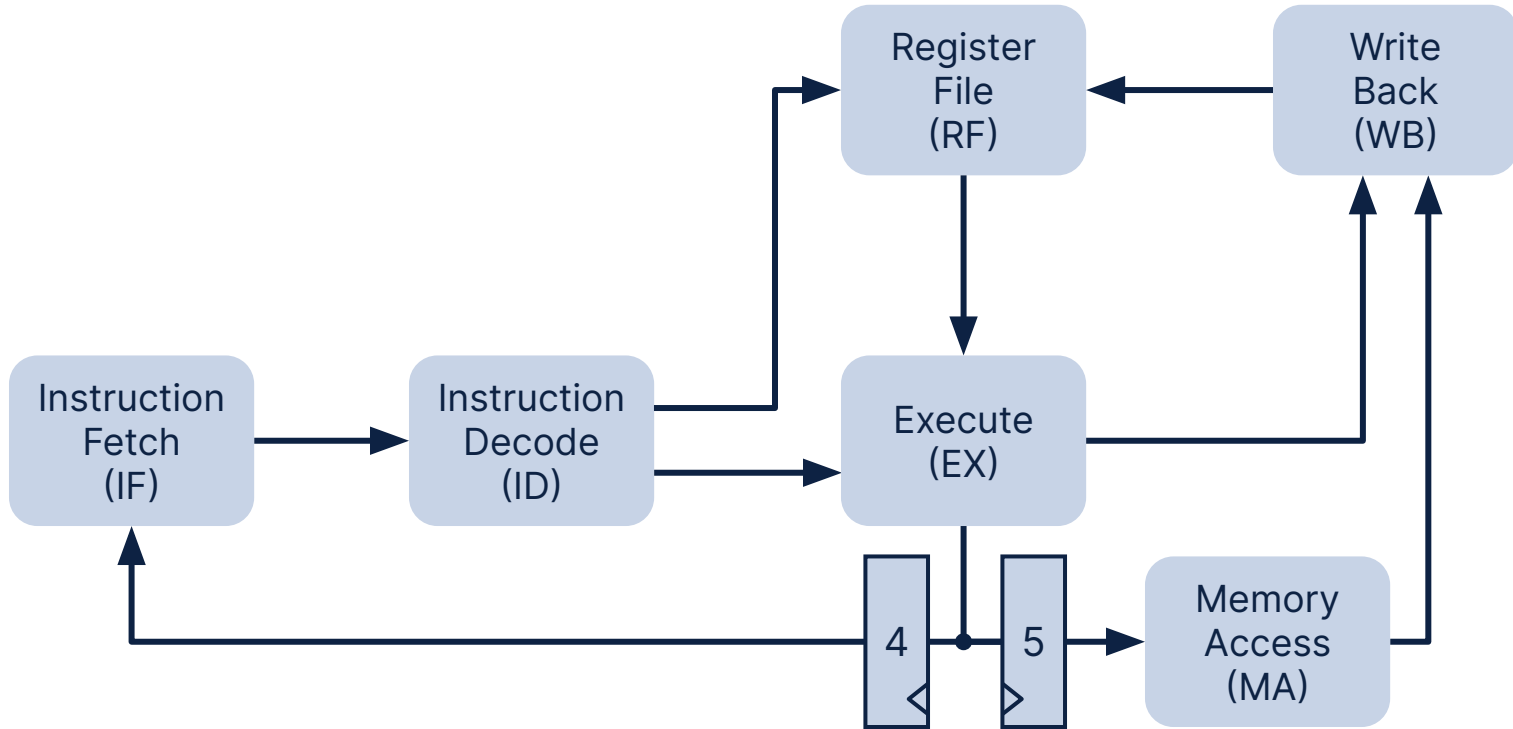 Register
File
(RF)
Write
Back
(WB)
Instruction
Fetch
(IF)
Instruction
Decode
(ID)
Execute
(EX)
4
5
Memory
Access
(MA)